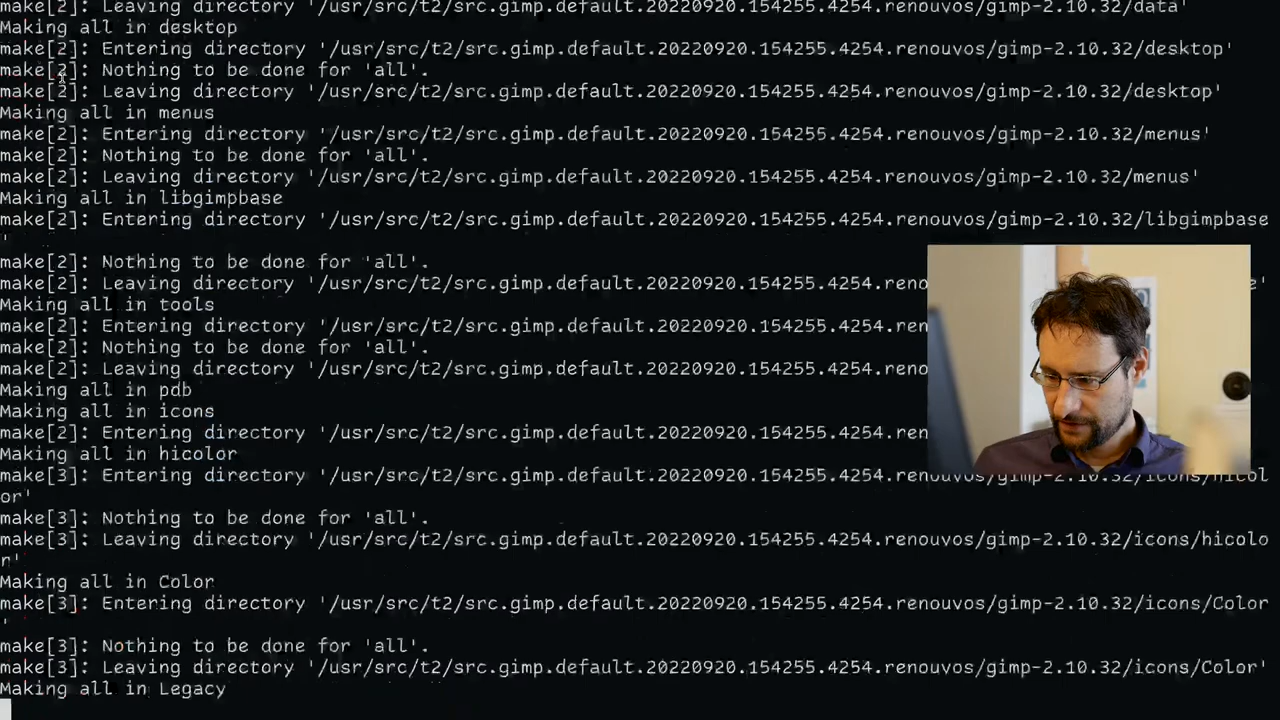 make[2]: Leaving directory '/usr/src/t2/src.gimp.default.20220920.154255.4254.renouvos/gimp-2.10.32/data'
Making all in desktop
make[2]: Entering directory '/usr/src/t2/src.gimp.default.20220920.154255.4254.renouvos/gimp-2.10.32/desktop'
make[2]: Nothing to be done for 'all'.
make[2]: Leaving directory '/usr/src/t2/src.gimp.default.20220920.154255.4254.renouvos/gimp-2.10.32/desktop'
Making all in menus
make[2]: Entering directory '/usr/src/t2/src.gimp.default.20220920.154255.4254.renouvos/gimp-2.10.32/menus'
make[2]: Nothing to be done for 'all'.
make[2]: Leaving directory '/usr/src/t2/src.gimp.default.20220920.154255.4254.renouvos/gimp-2.10.32/menus'
Making all in libgimpbase
make[2]: Entering directory '/usr/src/t2/src.gimp.default.20220920.154255.4254.renouvos/gimp-2.10.32/libgimpbase
'
make[2]: Nothing to be done for 'all'.
make[2]: Leaving directory '/usr/src/t2/src.gimp.default.20220920.154255.4254.reno e'
Making all in tools
make[2]: Entering directory '/usr/src/t2/src.gimp.default.20220920.154255.4254.ren
make[2]: Nothing to be done for 'all'.
make[2]: Leaving directory '/usr/src/t2/src.gimp.default.20220920.154255.4254.ren
Making all in pdb
Making all in icons
make[2]: Entering directory '/usr/src/t2/src.gimp.default.20220920.154255.4254.ren
Making all in hicolor
make[3]: Entering directory '/usr/src/t2/src.gimp.default.20220920.154255.4254.renouvos/gimp-2.10.32/icons/hicol
or'
make[3]: Nothing to be done for 'all'.
make[3]: Leaving directory '/usr/src/t2/src.gimp.default.20220920.154255.4254.renouvos/gimp-2.10.32/icons/hicolo
r'
Making all in Color
make[3]: Entering directory '/usr/src/t2/src.gimp.default.20220920.154255.4254.renouvos/gimp-2.10.32/icons/Color
'
make[3]: Nothing to be done for 'all'.
make[3]: Leaving directory '/usr/src/t2/src.gimp.default.20220920.154255.4254.renouvos/gimp-2.10.32/icons/Color'
Making all in Legacy